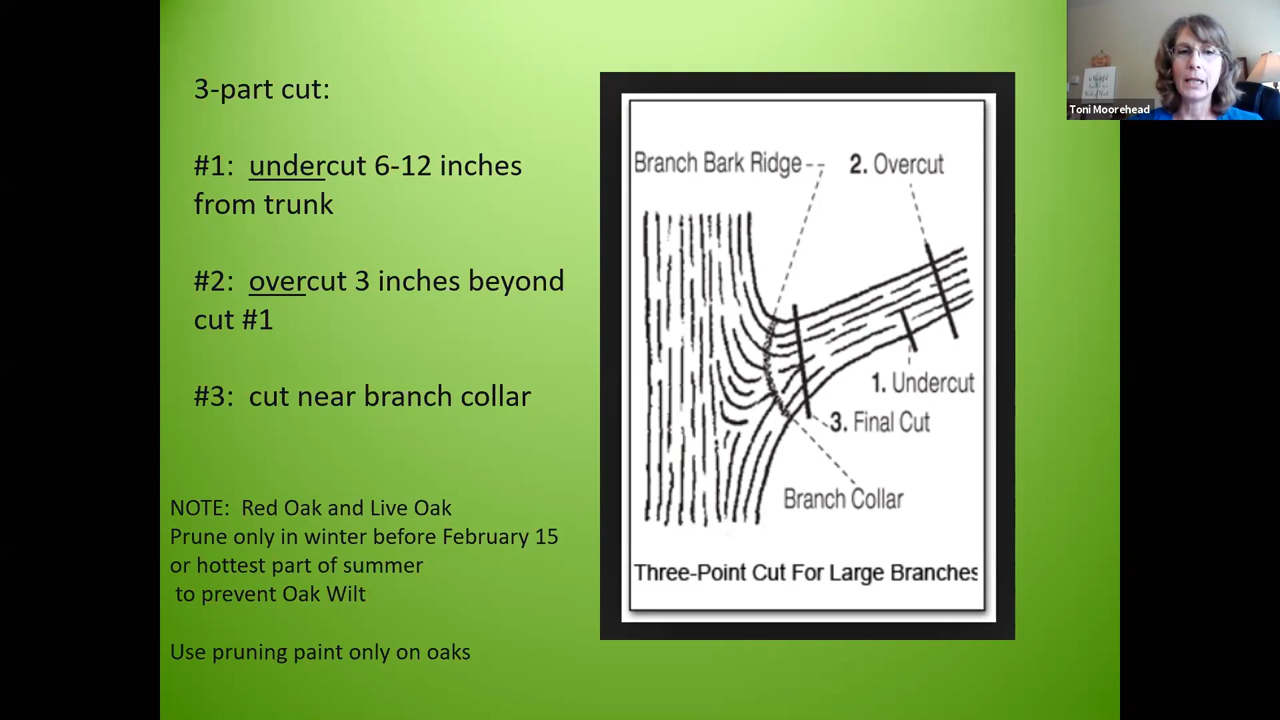 3-part cut:
#1: undercut 6-12 inches
from trunk
#2: overcut 3 inches beyond
cut #1
#3: cut near branch collar
NOTE: Red Oak and Live Oak
Prune only in winter before February 15
or hottest part of summer
to prevent Oak Wilt
Use pruning paint only on oaks
Branch Bark Ridge
2. Overcut
1. Undercut
3. Final Cut
Branch Collar
Three-Point Cut For Large Branches
Toni Moorehead